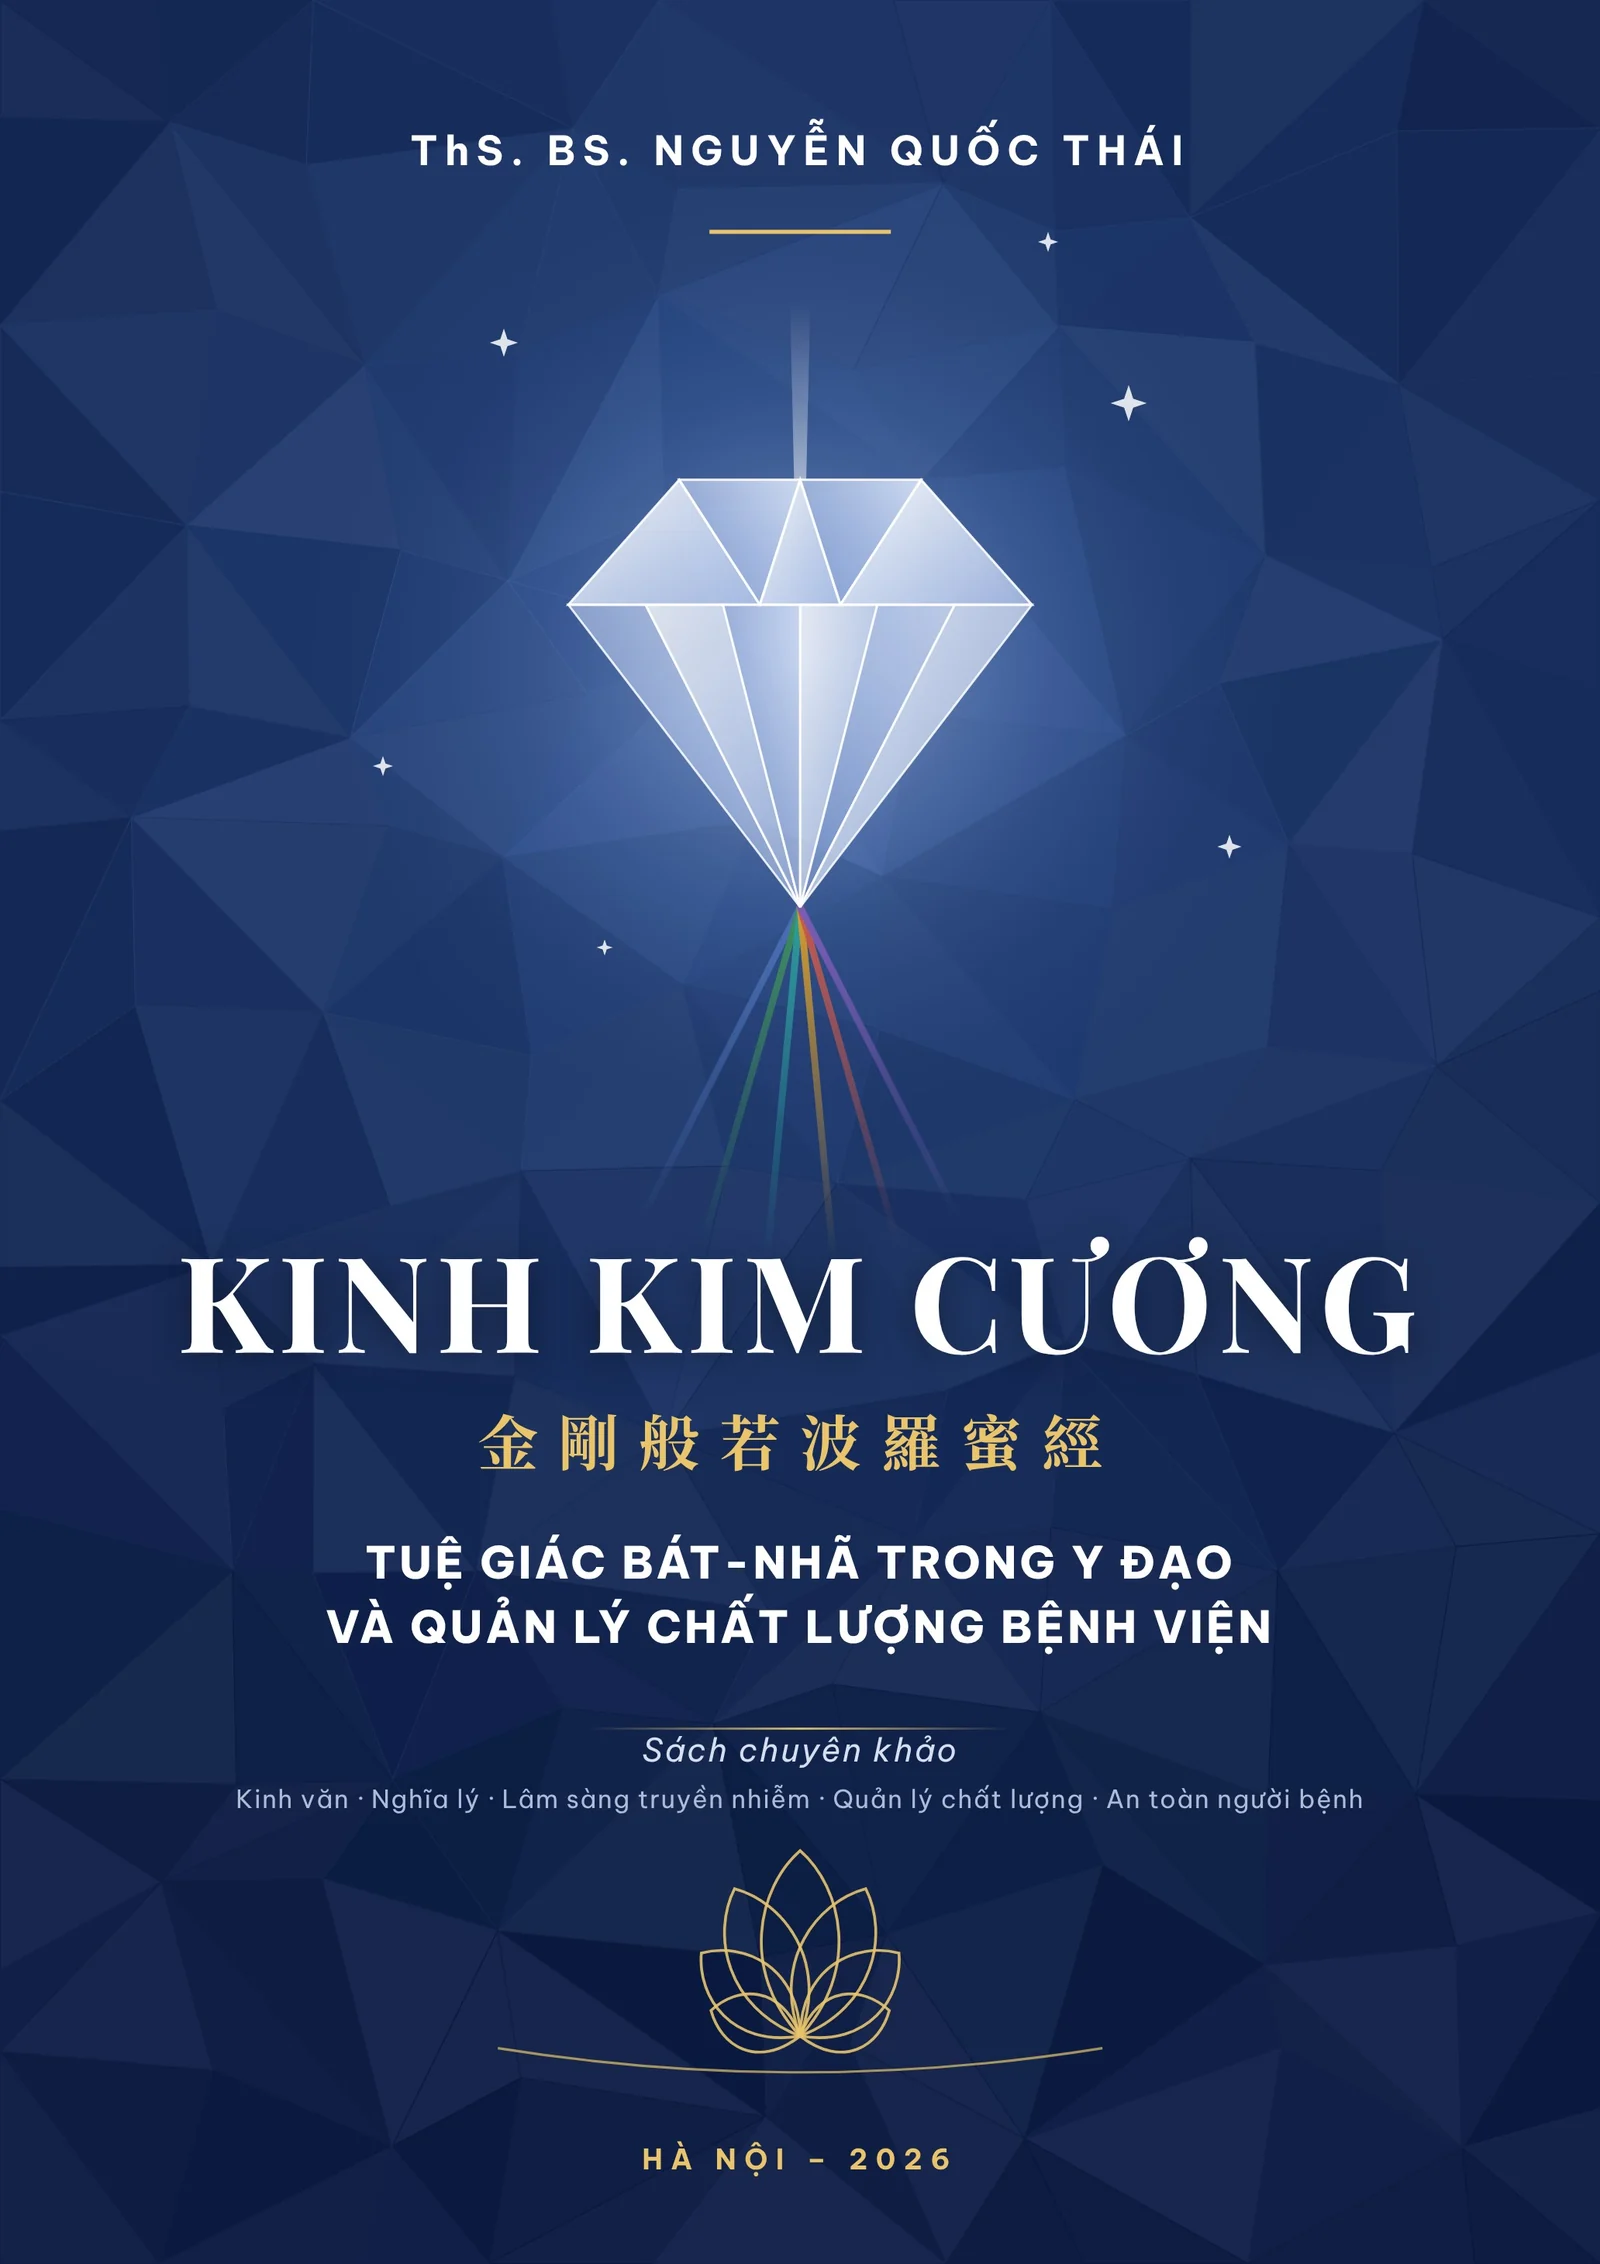 ThS. BS. NGUYỄN QUỐC THÁI
KINH KIM CƯƠNG
金剛般若波羅蜜經
TUỆ GIÁC BÁT-NHÃ TRONG Y ĐẠO
VÀ QUẢN LÝ CHẤT LƯỢNG BỆNH VIỆN
Sách chuyên khảo
Kinh văn · Nghĩa lý · Lâm sàng truyền nhiễm · Quản lý chất lượng · An toàn người bệnh
HÀ NỘI – 2026